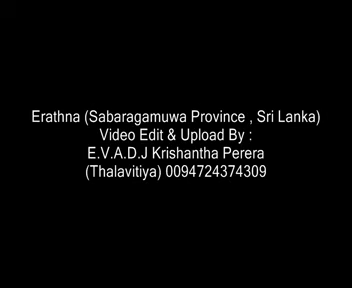 Erathna (Sabaragamuwa Province , Sri Lanka)
Video Edit & Upload By :
E.V.A.D.J Krishantha Perera
(Thalavitiya) 0094724374309